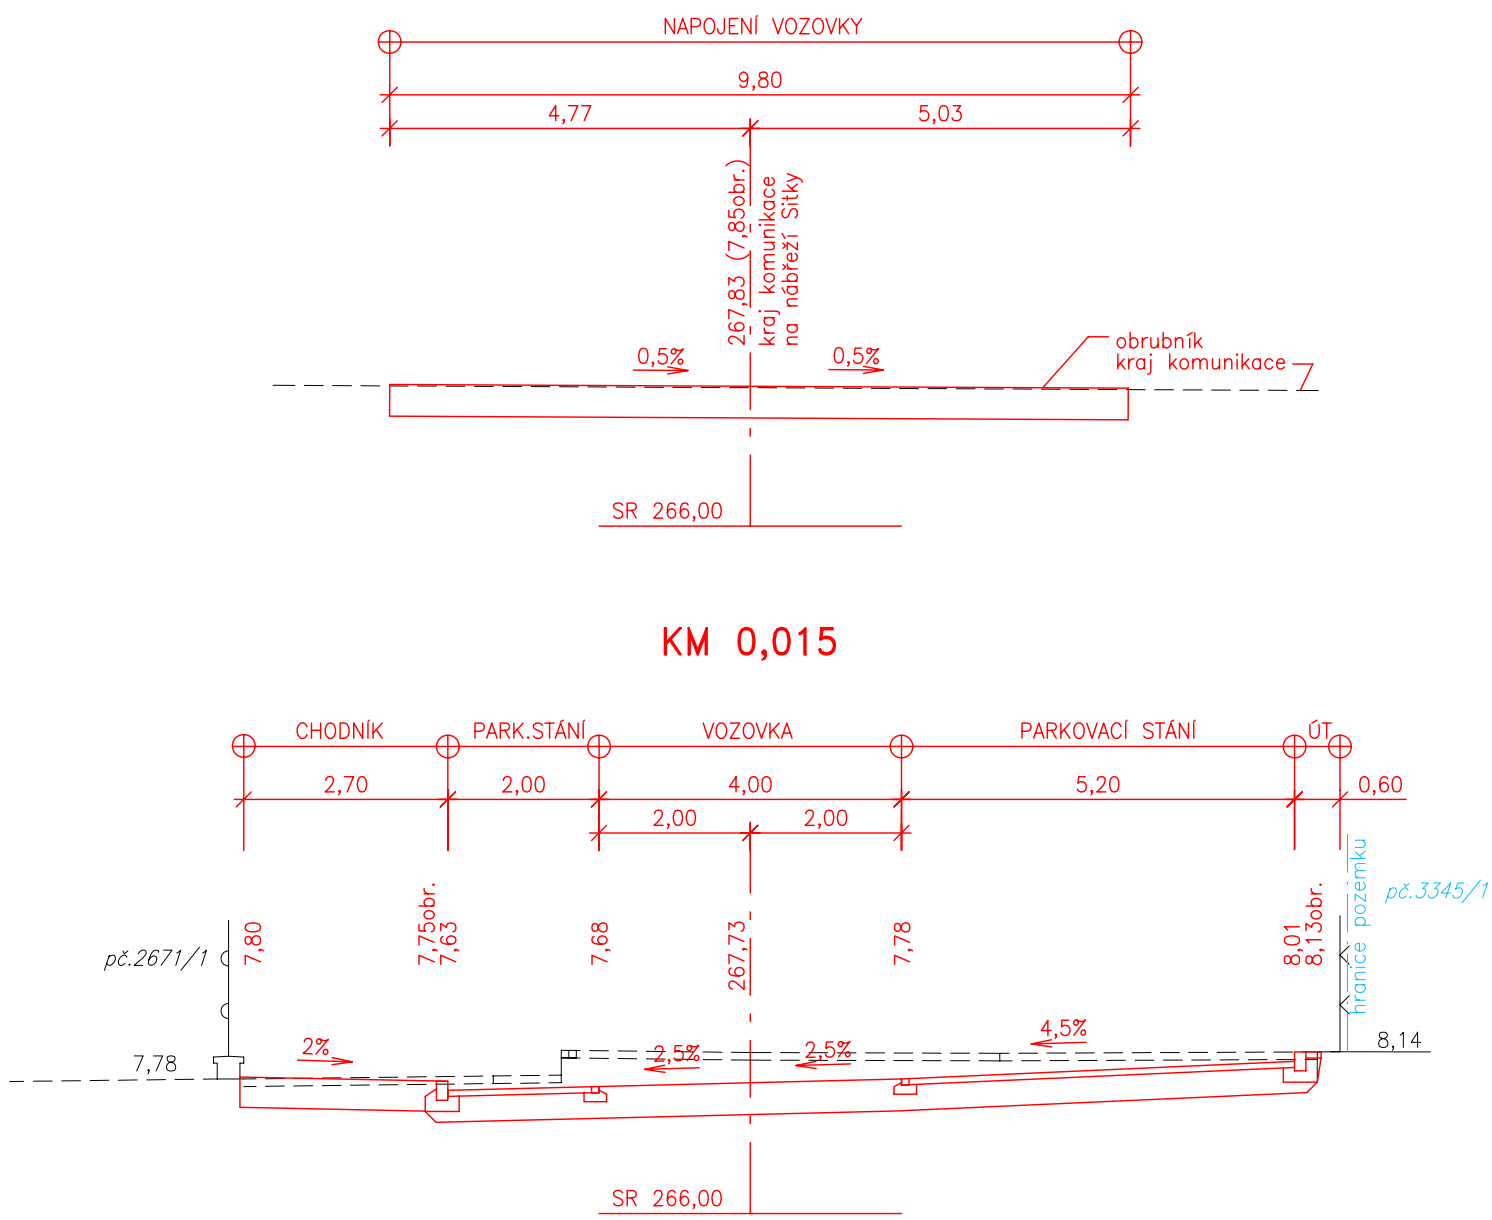 NAPOJENÍ VOZOVKY
9,80
4,77
5,03
267,83 (7,85obr.)
kraj komunikace
na nábřeží Sitky
0,5%
0,5%
obrubník
kraj komunikace
SR 266,00
KM 0,015
CHODNÍK
PARK.STÁNÍ
VOZOVKA
PARKOVACÍ STÁNÍ
ÚT
2,70
2,00
4,00
5,20
0,60
2,00
2,00
7,80
7,75obr.
7,63
7,68
267,73
7,78
8,01
8,13obr.
hranice pozemku
pč.3345/1
pč.2671/1
7,78
2%
2,5%
2,5%
4,5%
8,14
SR 266,00